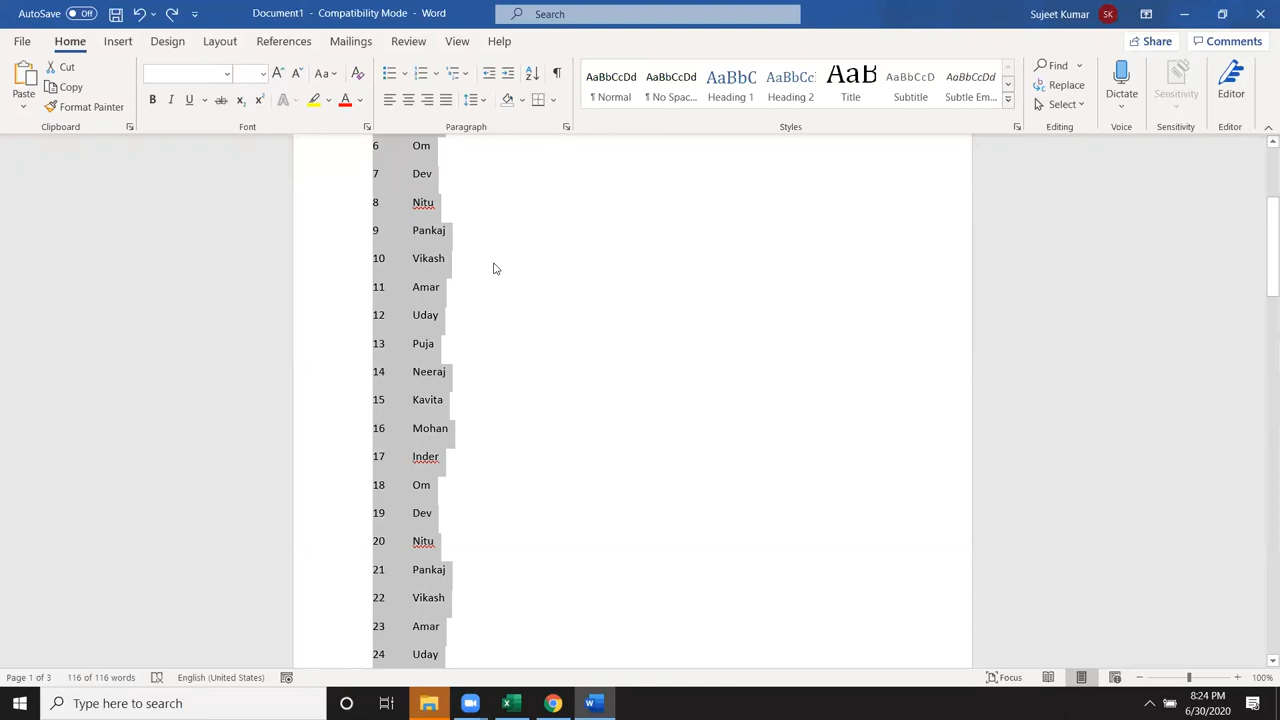 AutoSave Off Document1 - Compatibility Mode - Word Search Sujeet Kumar SK
File Home Insert Draw Design Layout References Mailings Review View Help Share Comments
Paste Cut Copy Format Painter
Clipboard Font Paragraph Styles Editing Voice Sensitivity Editor
AaBbCcDd ¶ Normal
AaBbCcDd ¶ No Spac...
AaBbC Heading 1
AaBbCc Heading 2
AaB Title
AaBbCcD Subtitle
AaBbCcDd Subtle Em...
Find Replace Select
Dictate Sensitivity Editor
6 Om
7 Dev
8 Nitu
9 Pankaj
10 Vikash
11 Amar
12 Uday
13 Puja
14 Neeraj
15 Kavita
16 Mohan
17 Inder
18 Om
19 Dev
20 Nitu
21 Pankaj
22 Vikash
23 Amar
24 Uday
Page 1 of 3 116 of 116 words English (United States) Focus 100%
Type here to search 8:24 PM
6/30/2020